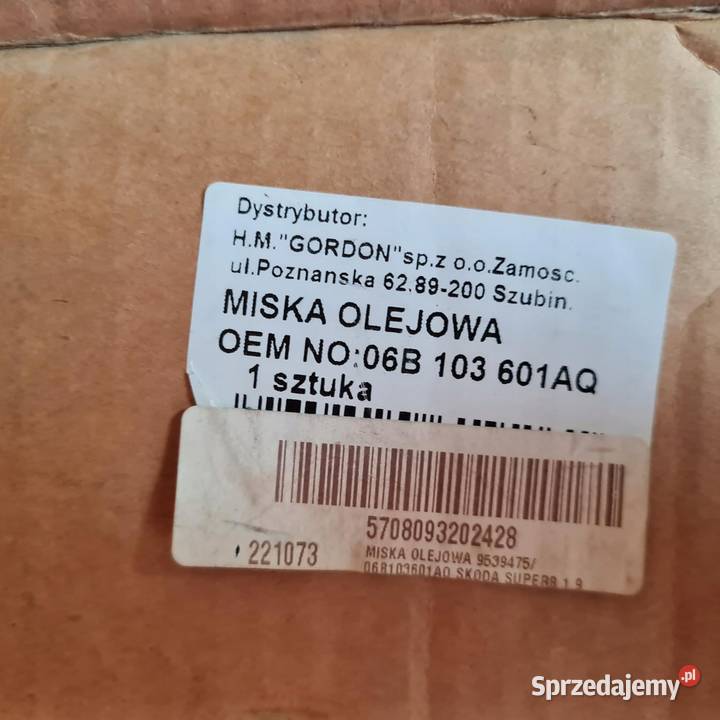 Dystrybutor:
H.M."GORDON"sp.z o.o.Zamosc.
ul.Poznanska 62.89-200 Szubin.
MISKA OLEJOWA
OEM NO:06B 103 601AQ
1 sztuka
5708093202428
221073
MISKA OLEJOWA 9539475/
06B103601AQ SKODA SUPERB 1.9
Sprzedajemy.pl